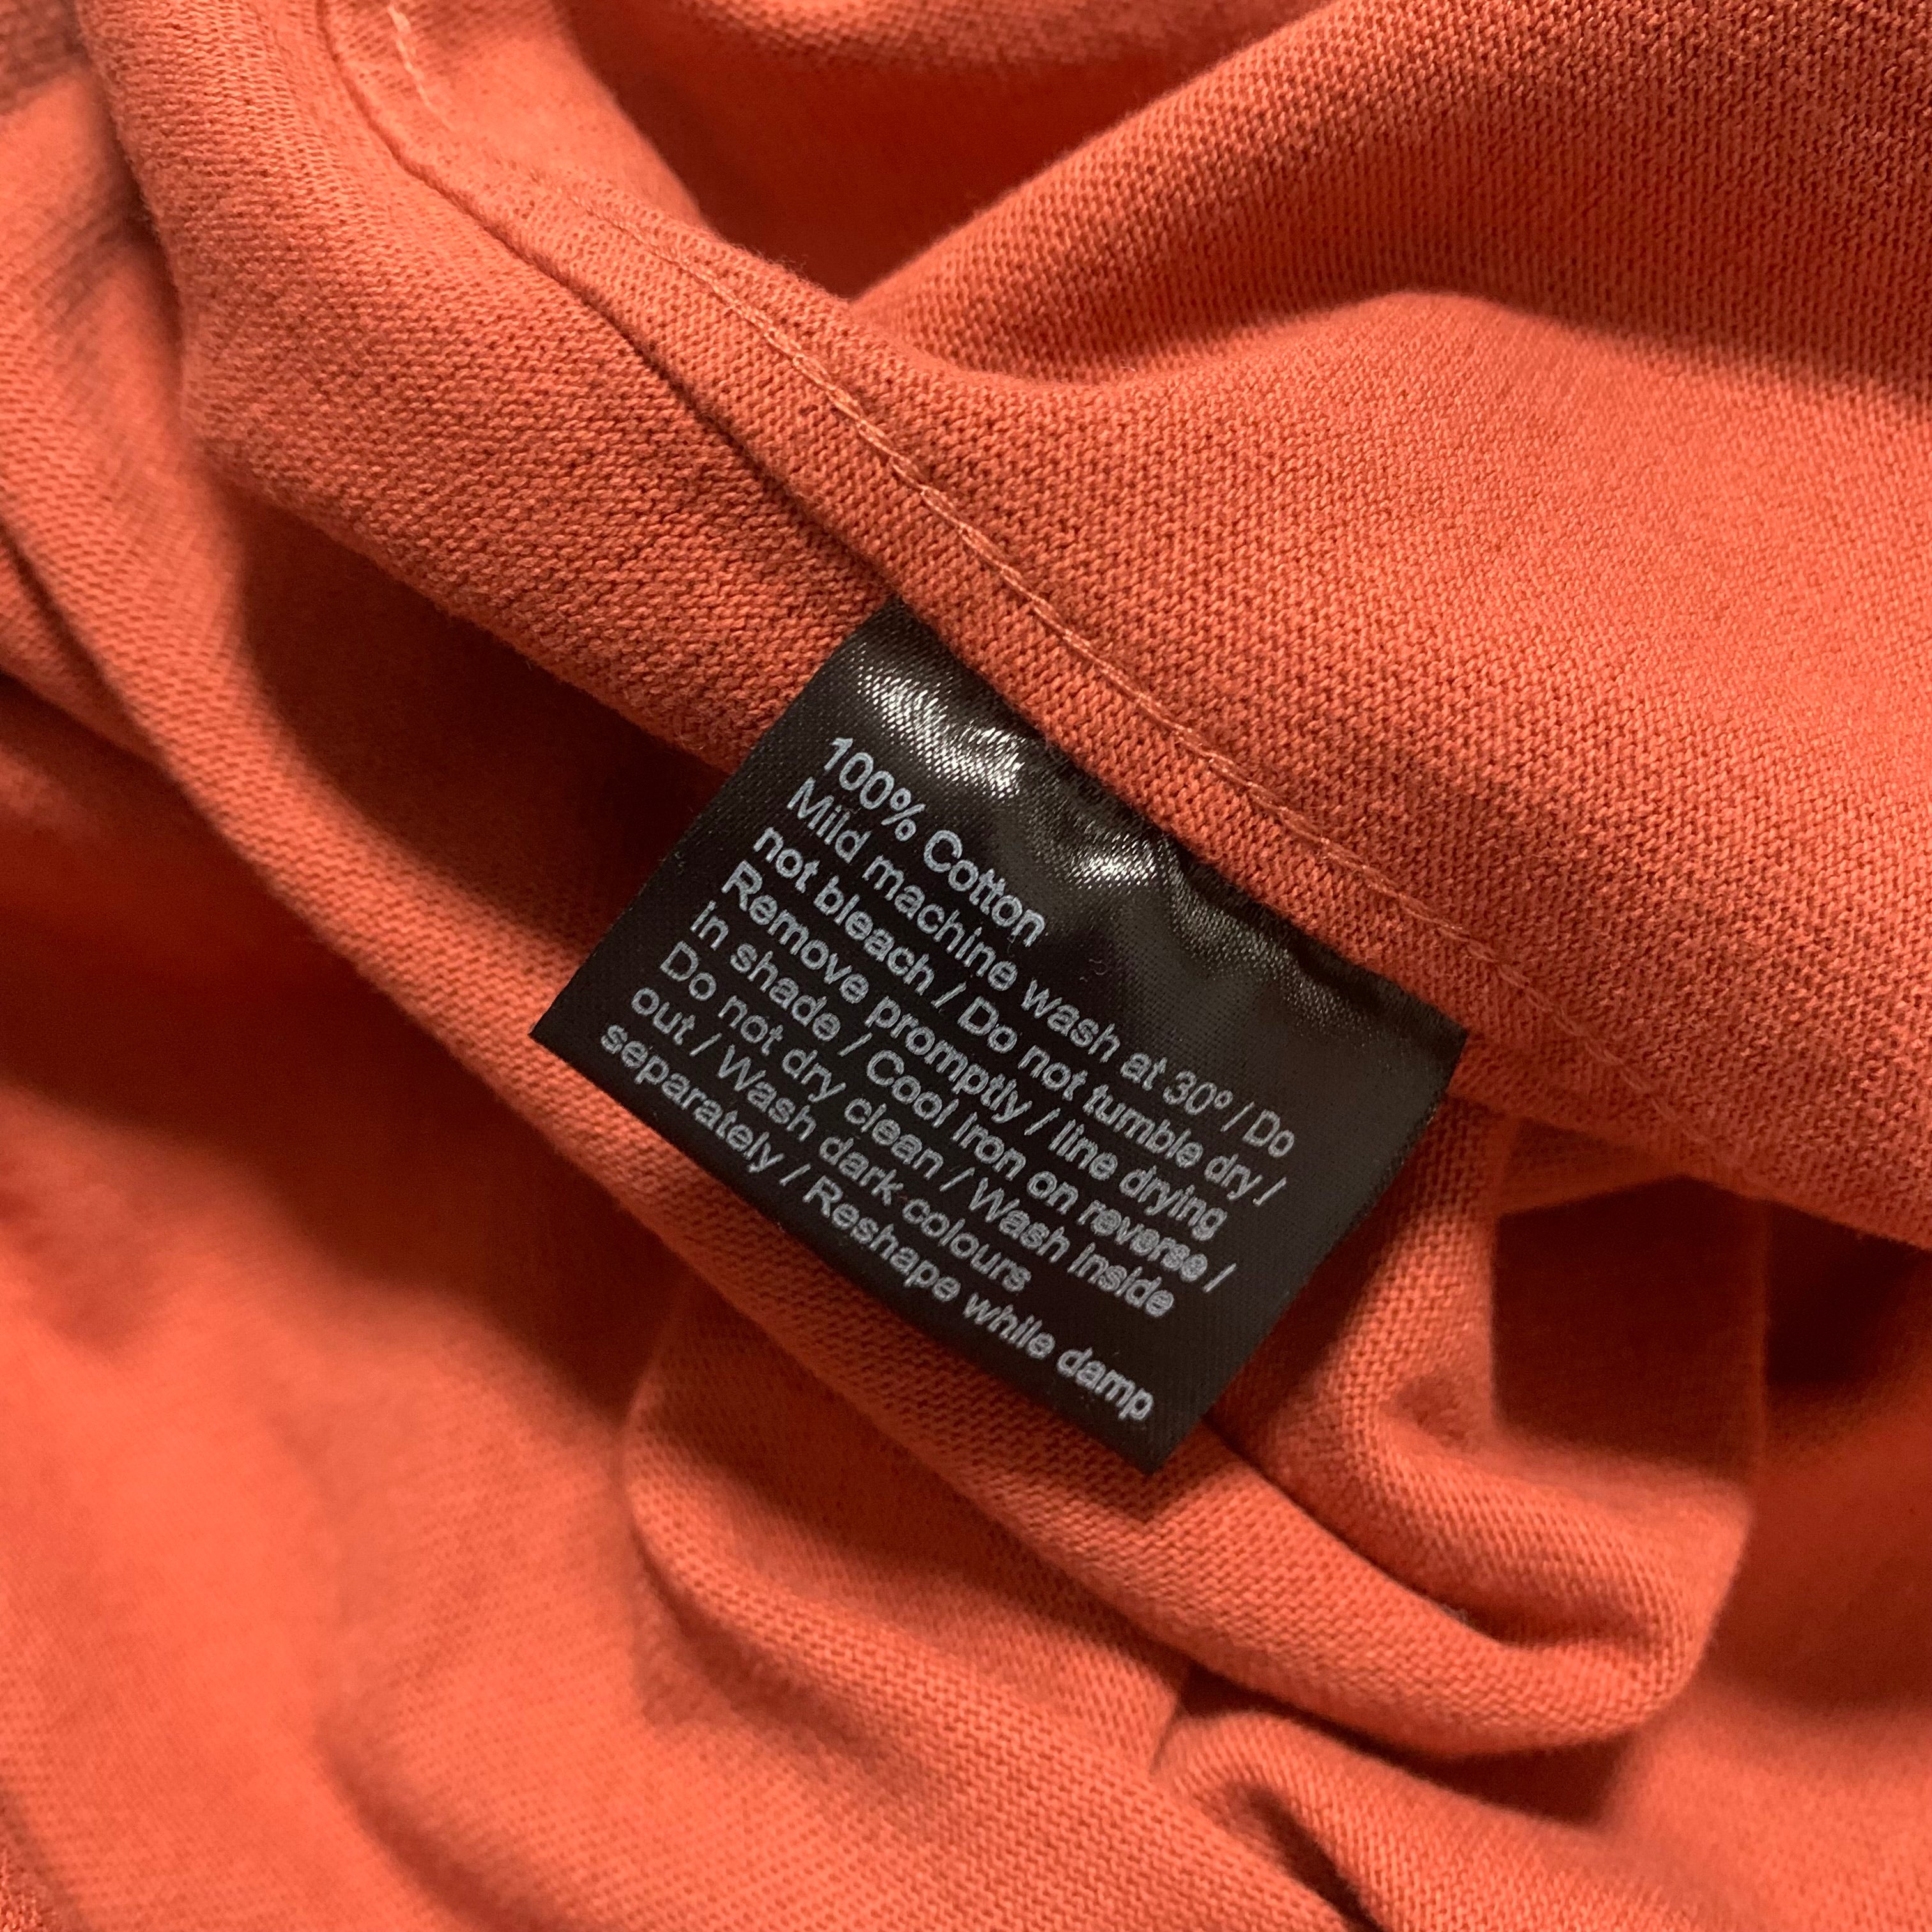 100% Cotton
Mild machine wash at 30º / Do
not bleach / Do not tumble dry /
Remove promptly / line drying
in shade / Cool iron on reverse /
Do not dry clean / Wash inside
out / Wash dark colours
separately / Reshape while damp